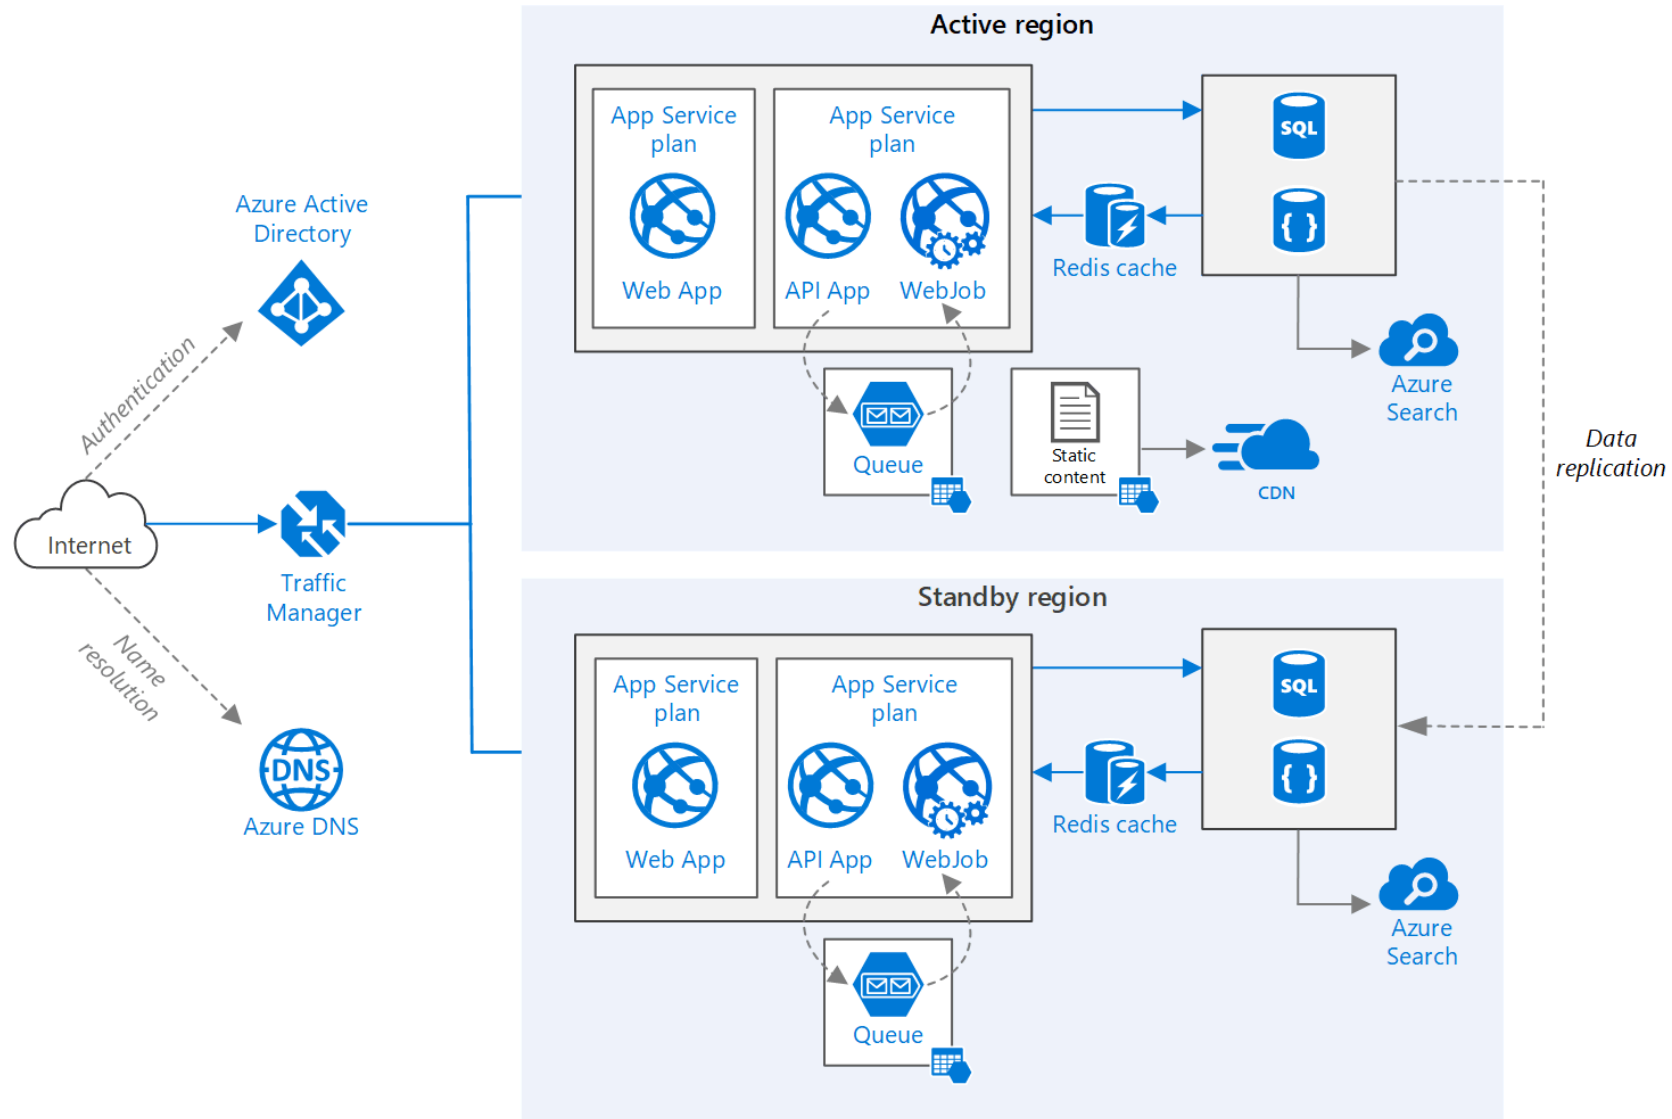 Active region
App Service
plan
Web App
App Service
plan
API App
WebJob
SQL
{ }
Redis cache
Azure
Search
Queue
Static
content
CDN
Data
replication
Azure Active
Directory
Authentication
Internet
Traffic
Manager
Name
resolution
DNS
Azure DNS
Standby region
App Service
plan
Web App
App Service
plan
API App
WebJob
SQL
{ }
Redis cache
Azure
Search
Queue